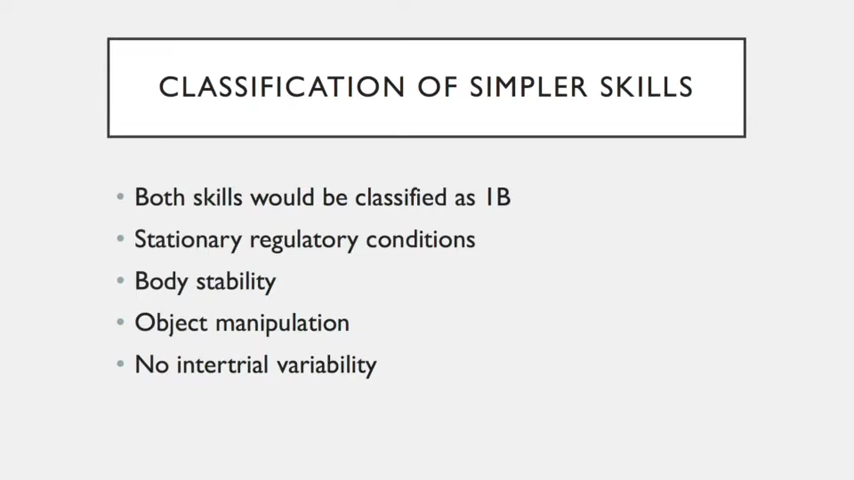 CLASSIFICATION OF SIMPLER SKILLS
• Both skills would be classified as 1B
• Stationary regulatory conditions
• Body stability
• Object manipulation
• No intertrial variability